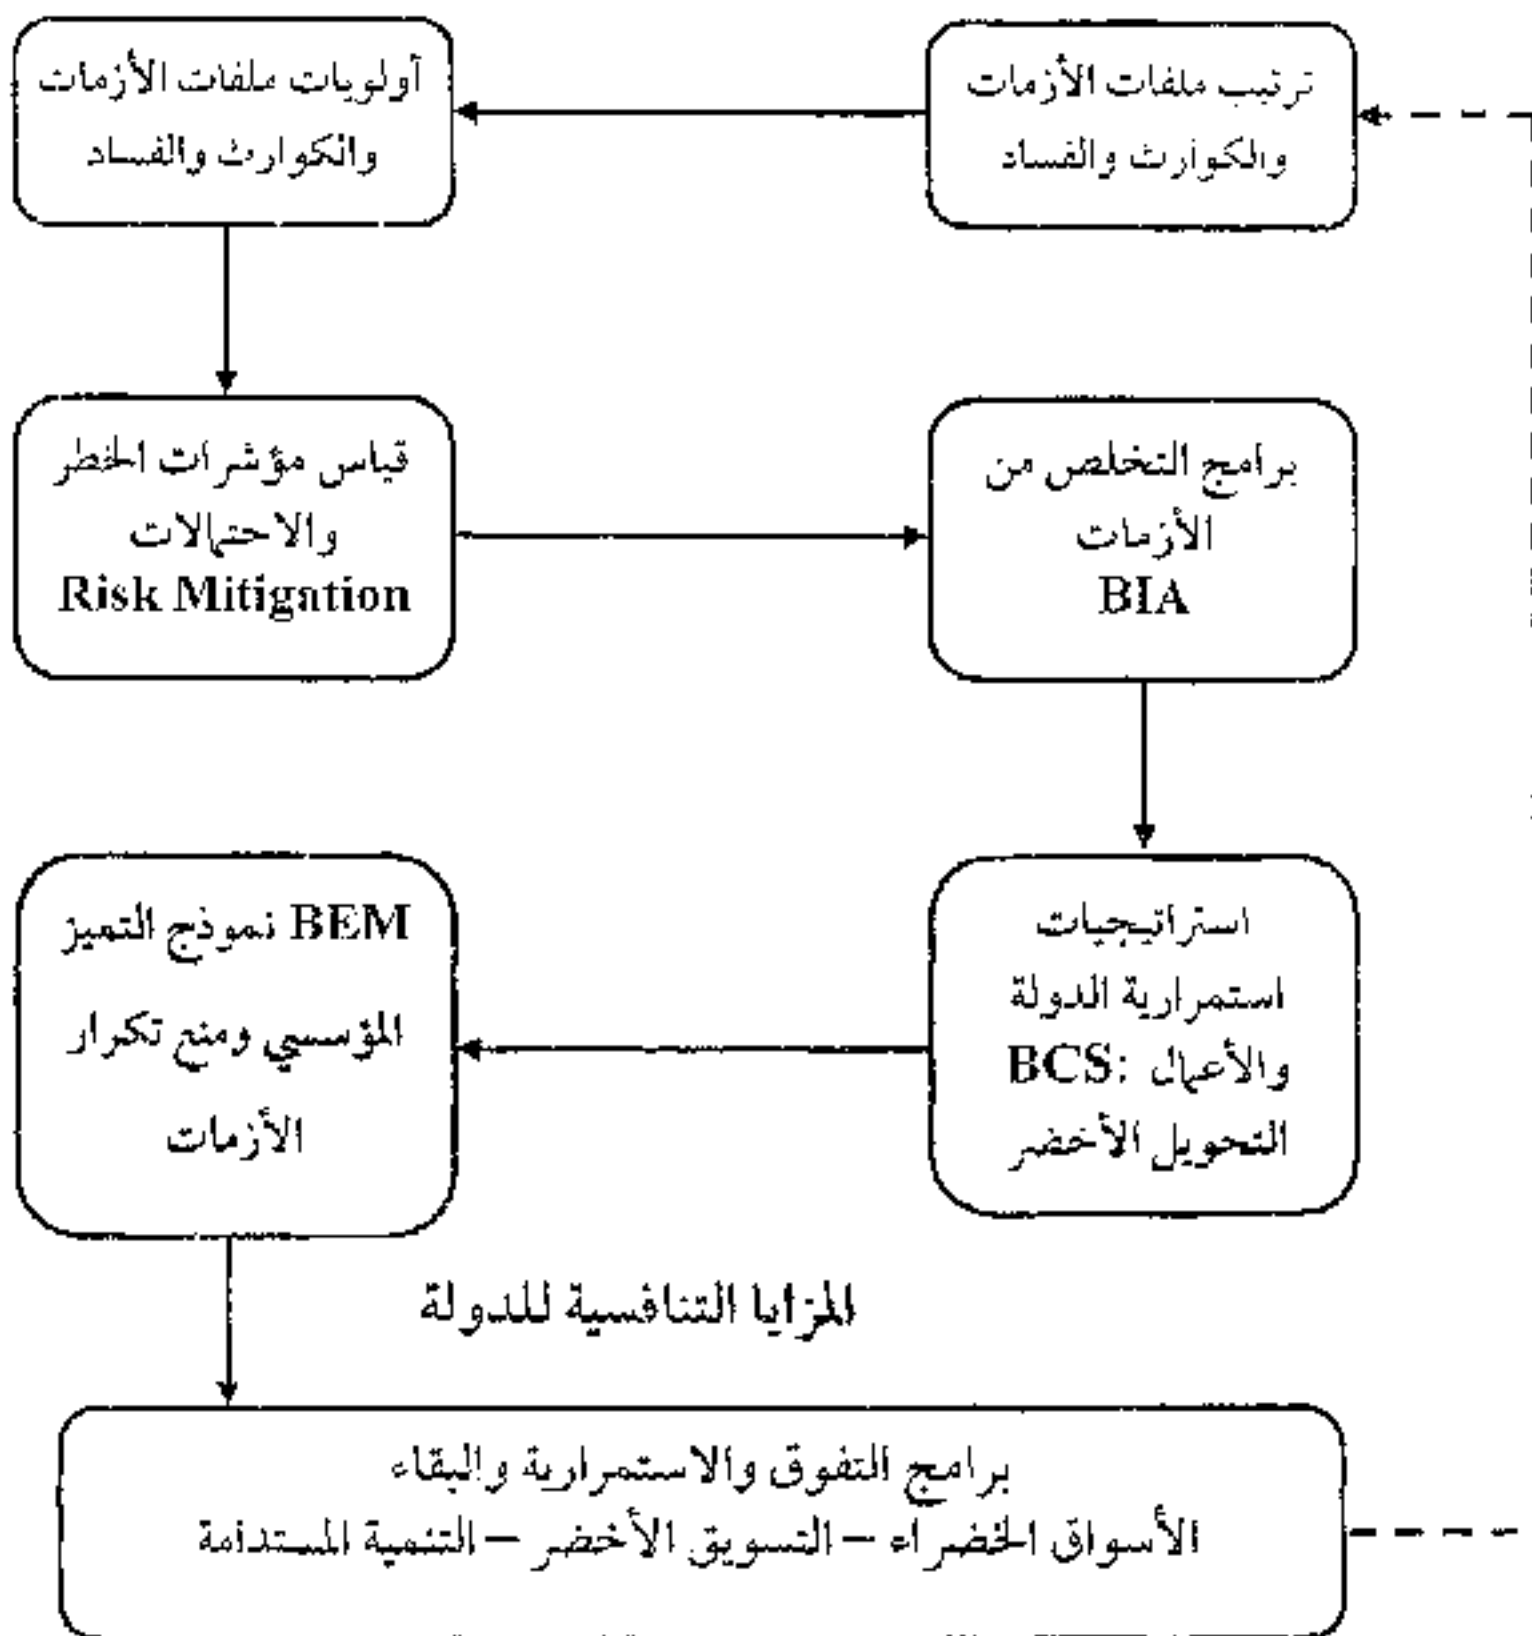 ترتيب ملفات الأزمات
والكوارث والفساد
أولويات ملفات الأزمات
والكوارث والفساد
قياس مؤشرات الخطر
والاحتمالات
Risk Mitigation
برامج التخلص من
الأزمات
BIA
استراتيجيات
استمرارية الدولة
والأعمال BCS:
التحويل الأخضر
BEM نموذج التميز
المؤسسي ومنع تكرار
الأزمات
المزايا التنافسية للدولة
برامج التفوق والاستمرارية والبقاء
الأسواق الخضراء – التسويق الأخضر – التنمية المستدامة